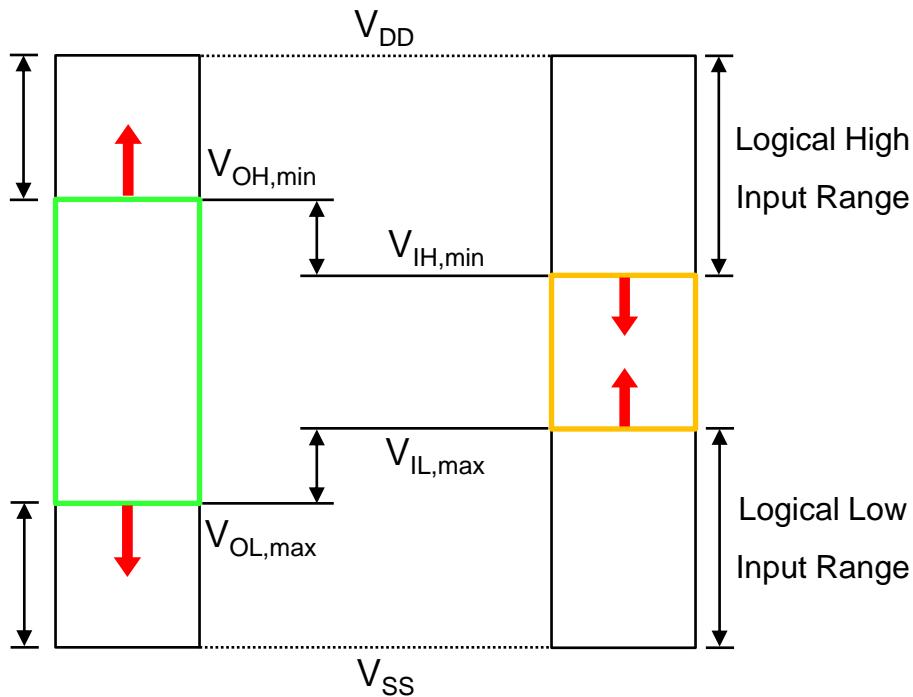 VDD
VOH,min
Logical High
Input Range
VIH,min
VIL,max
VOL,max
Logical Low
Input Range
VSS